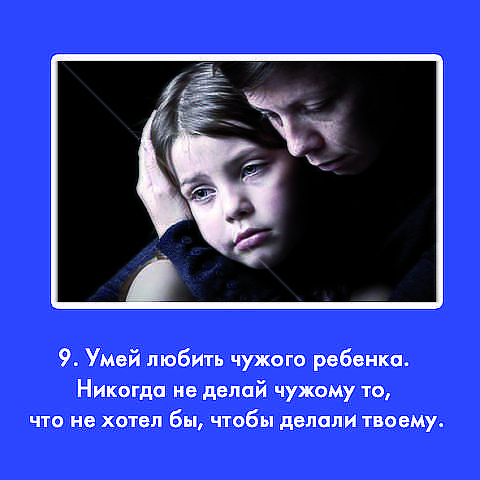 9. Умей любить чужого ребенка.
Никогда не делай чужому то,
что не хотел бы, чтобы делали твоему.